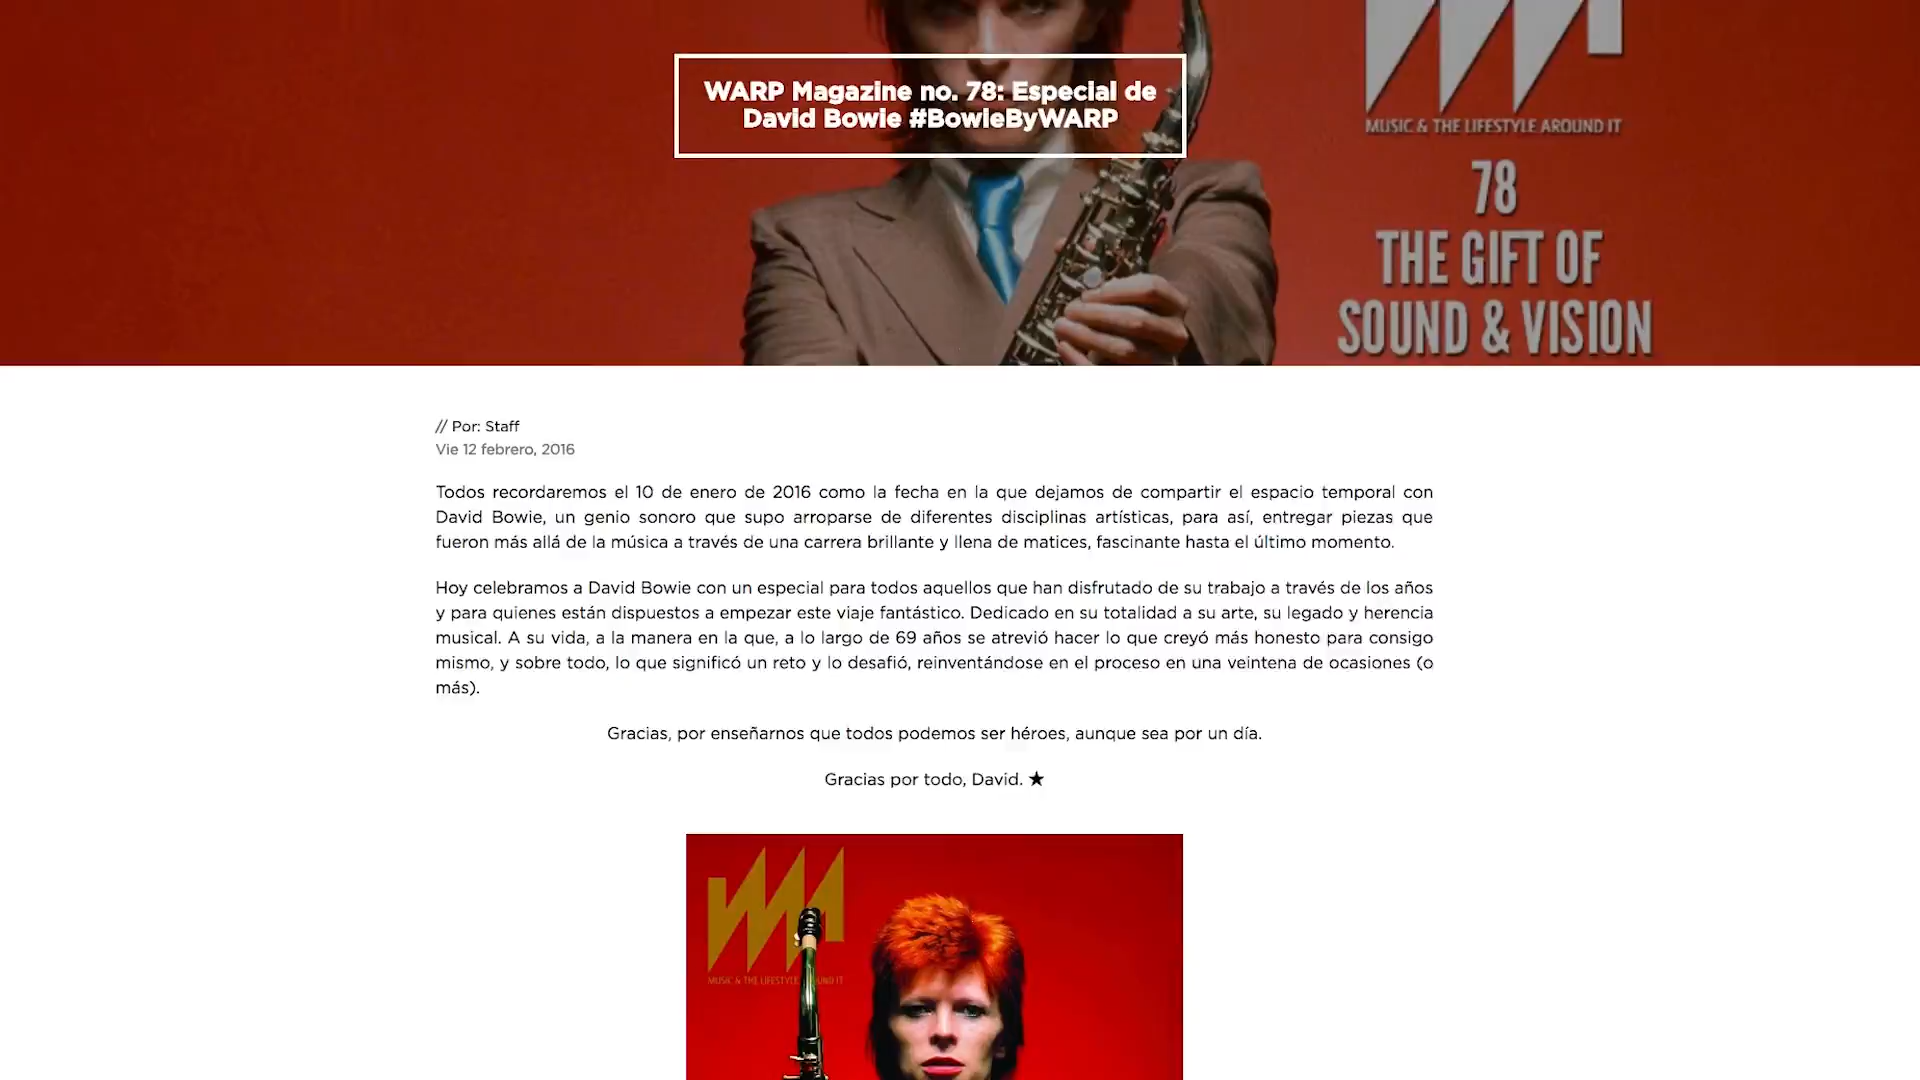 WARP Magazine no. 78: Especial de
David Bowie #BowieByWARP
MUSIC & THE LIFESTYLE AROUND IT
78
THE GIFT OF
SOUND & VISION
// Por: Staff
Vie 12 febrero, 2016
Todos recordaremos el 10 de enero de 2016 como la fecha en la que dejamos de compartir el espacio temporal con
David Bowie, un genio sonoro que supo arroparse de diferentes disciplinas artísticas, para así, entregar piezas que
fueron más allá de la música a través de una carrera brillante y llena de matices, fascinante hasta el último momento.
Hoy celebramos a David Bowie con un especial para todos aquellos que han disfrutado de su trabajo a través de los años
y para quienes están dispuestos a empezar este viaje fantástico. Dedicado en su totalidad a su arte, su legado y herencia
musical. A su vida, a la manera en la que, a lo largo de 69 años se atrevió hacer lo que creyó más honesto para consigo
mismo, y sobre todo, lo que significó un reto y lo desafió, reinventándose en el proceso en una veintena de ocasiones (o
más).
Gracias, por enseñarnos que todos podemos ser héroes, aunque sea por un día.
Gracias por todo, David. ★
MUSIC & THE LIFESTYLE